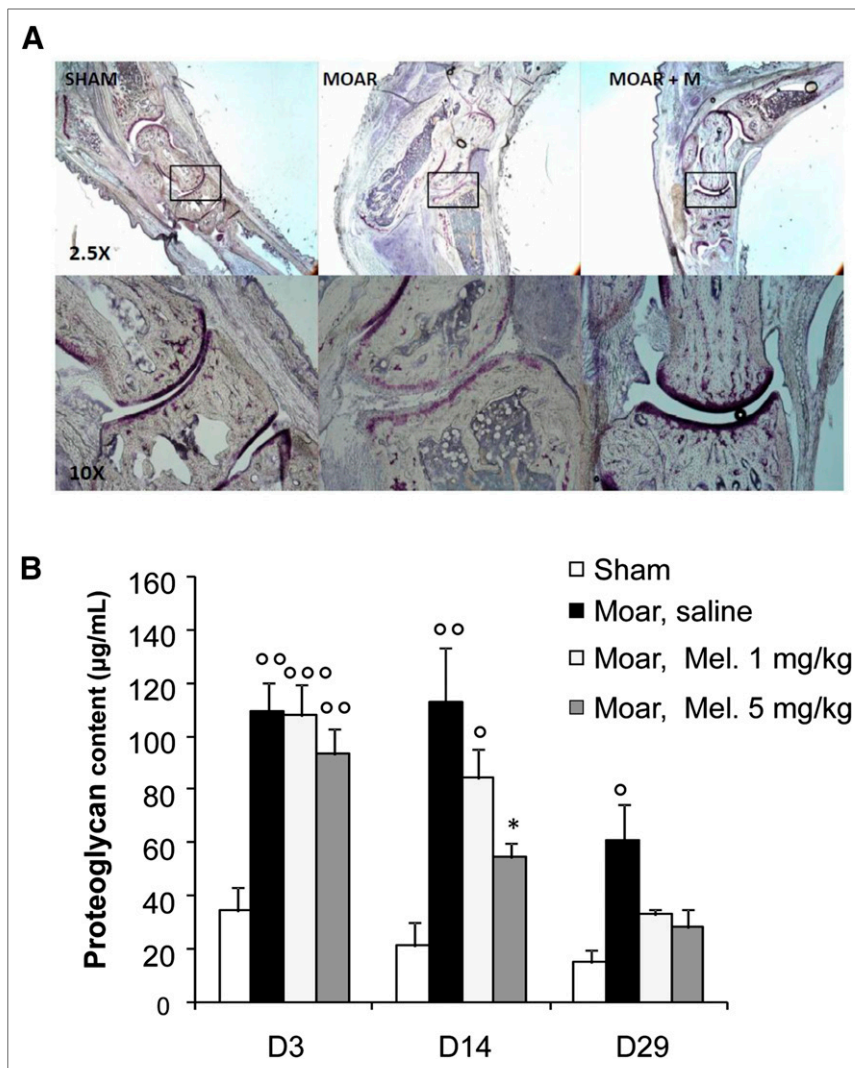 A
SHAM
MOAR
MOAR + M
2.5X
10X
B
Proteoglycan content (µg/mL)
160
140
120
100
80
60
40
20
0
Sham
Moar, saline
Moar, Mel. 1 mg/kg
Moar, Mel. 5 mg/kg
*
D3
D14
D29